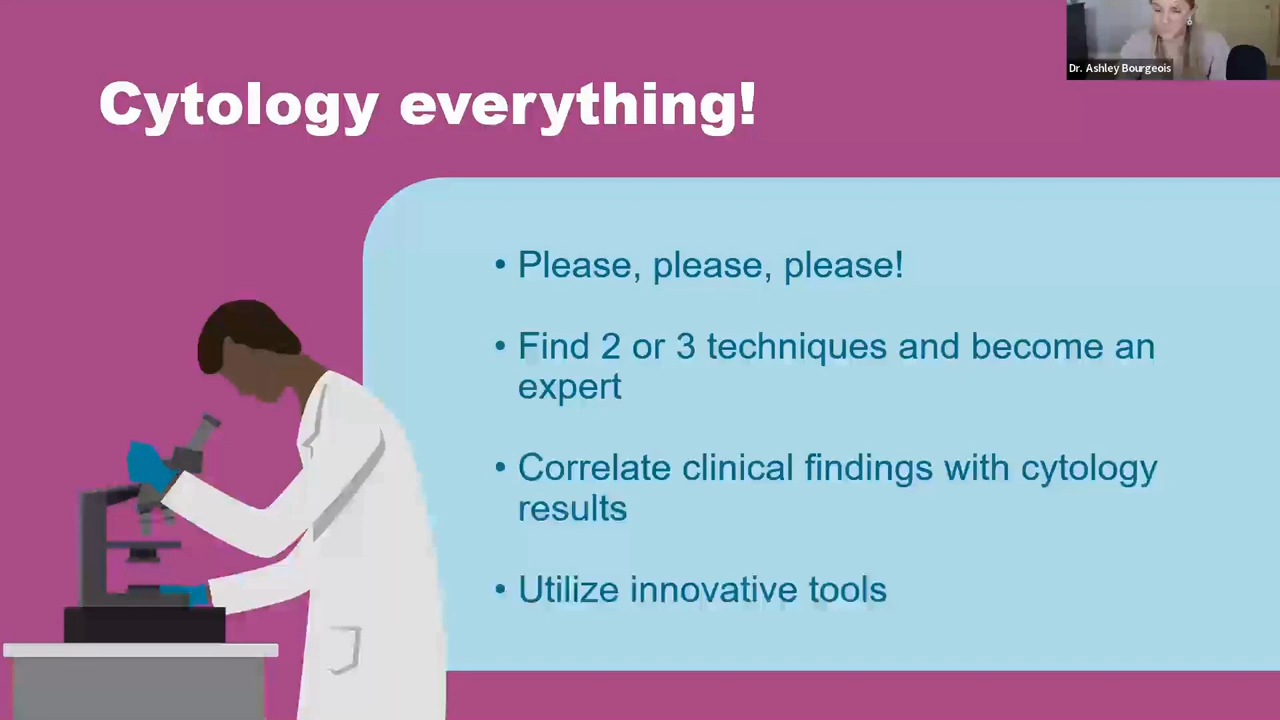 Dr. Ashley Bourgeois
Cytology everything!
• Please, please, please!
• Find 2 or 3 techniques and become an
expert
• Correlate clinical findings with cytology
results
• Utilize innovative tools